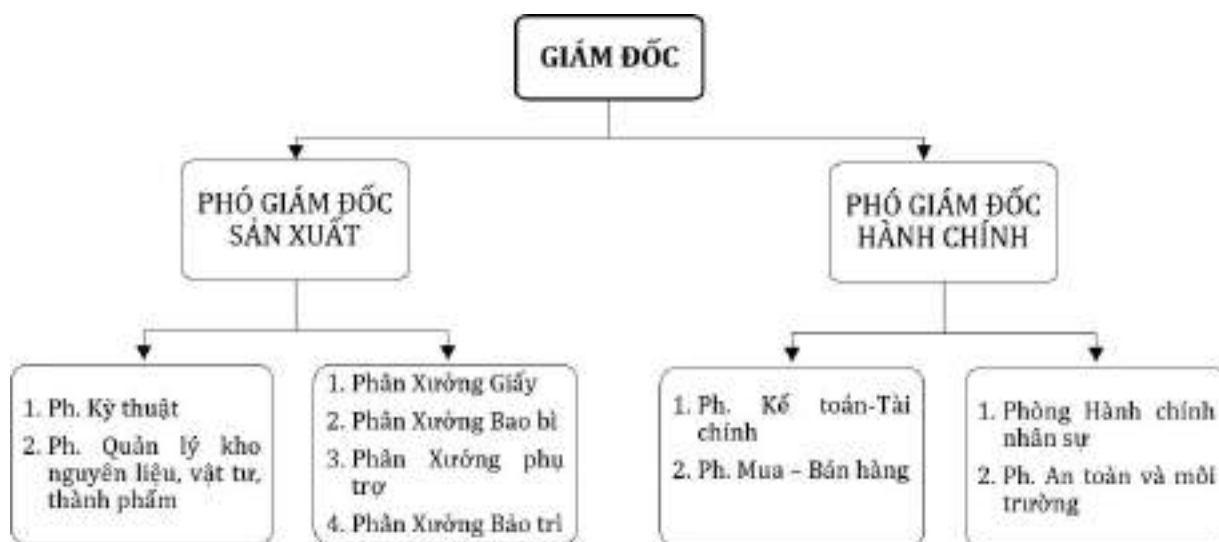 GIÁM ĐỐC
PHÓ GIÁM ĐỐC
SẢN XUẤT
PHÓ GIÁM ĐỐC
HÀNH CHÍNH
1. Ph. Kỹ thuật
2. Ph. Quản lý kho
nguyên liệu, vật tư,
thành phẩm
1. Phân Xưởng Giấy
2. Phân Xưởng Bao bì
3. Phân Xưởng phụ
trợ
4. Phân Xưởng Bảo trì
1. Ph. Kế toán-Tài
chính
2. Ph. Mua – Bán hàng
1. Phòng Hành chính
nhân sự
2. Ph. An toàn và môi
trường